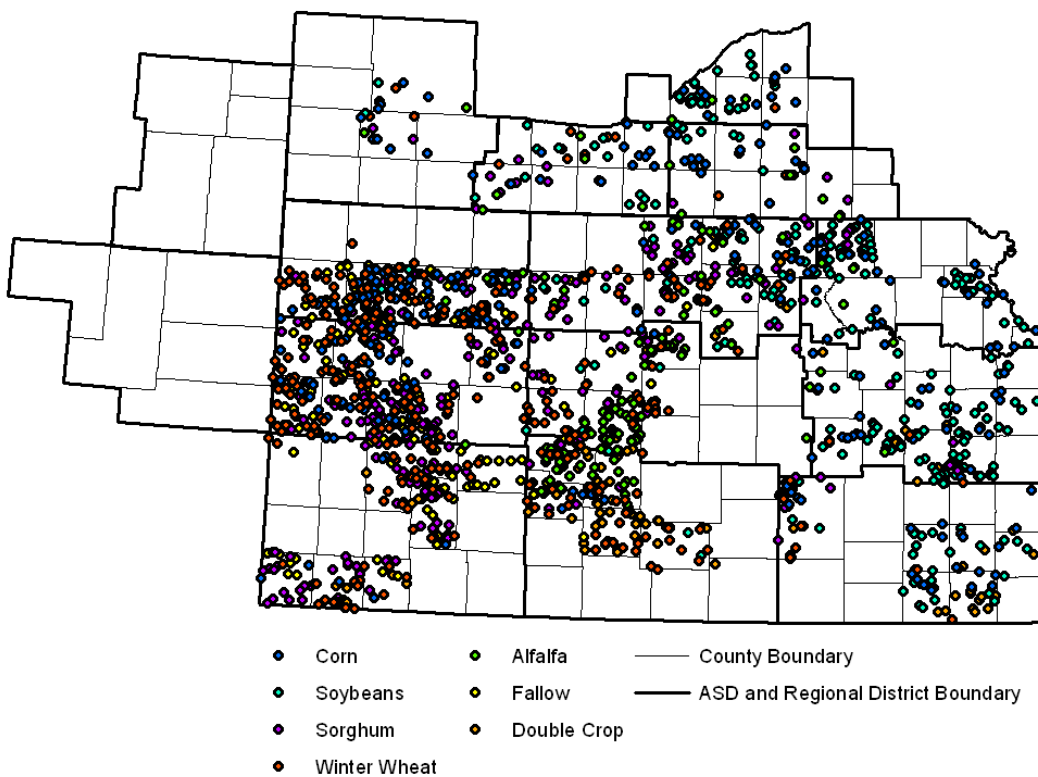 Corn Alfalfa County Boundary
Soybeans Fallow ASD and Regional District Boundary
Sorghum Double Crop
Winter Wheat